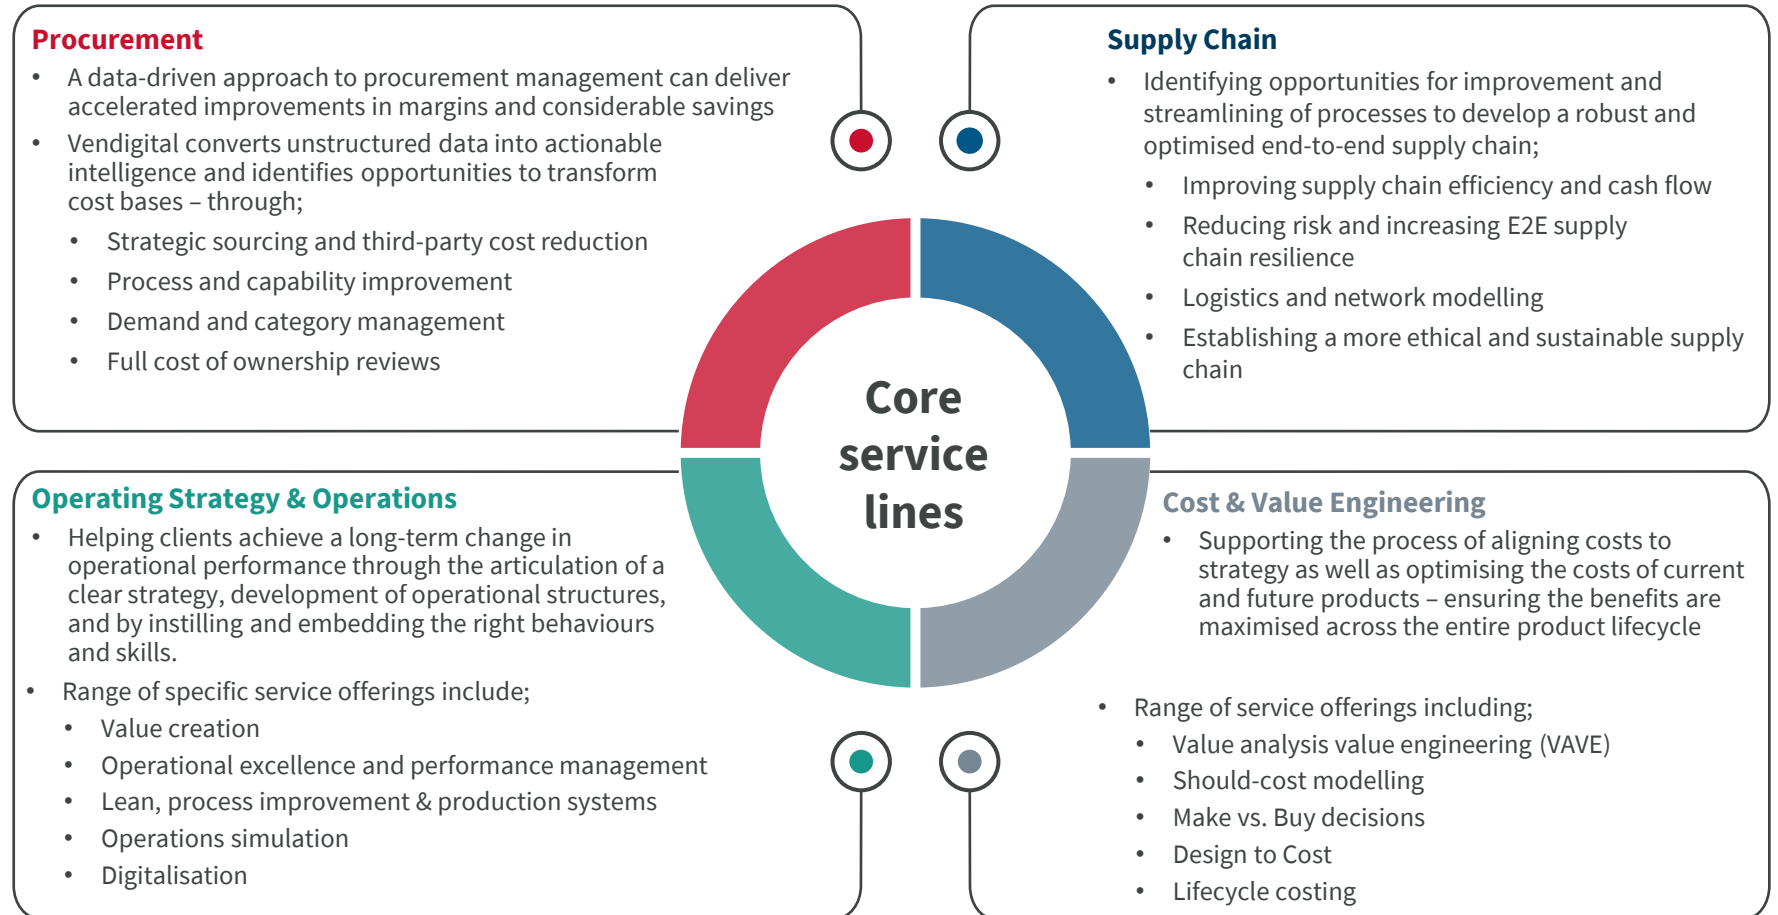 Procurement
• A data-driven approach to procurement management can deliver
accelerated improvements in margins and considerable savings
• Vendigital converts unstructured data into actionable
intelligence and identifies opportunities to transform
cost bases – through;
• Strategic sourcing and third-party cost reduction
• Process and capability improvement
• Demand and category management
• Full cost of ownership reviews
Supply Chain
• Identifying opportunities for improvement and
streamlining of processes to develop a robust and
optimised end-to-end supply chain;
• Improving supply chain efficiency and cash flow
• Reducing risk and increasing E2E supply
chain resilience
• Logistics and network modelling
• Establishing a more ethical and sustainable supply
chain
Core
service
lines
Operating Strategy & Operations
• Helping clients achieve a long-term change in
operational performance through the articulation of a
clear strategy, development of operational structures,
and by instilling and embedding the right behaviours
and skills.
• Range of specific service offerings include;
• Value creation
• Operational excellence and performance management
• Lean, process improvement & production systems
• Operations simulation
• Digitalisation
Cost & Value Engineering
• Supporting the process of aligning costs to
strategy as well as optimising the costs of current
and future products – ensuring the benefits are
maximised across the entire product lifecycle
• Range of service offerings including;
• Value analysis value engineering (VAVE)
• Should-cost modelling
• Make vs. Buy decisions
• Design to Cost
• Lifecycle costing